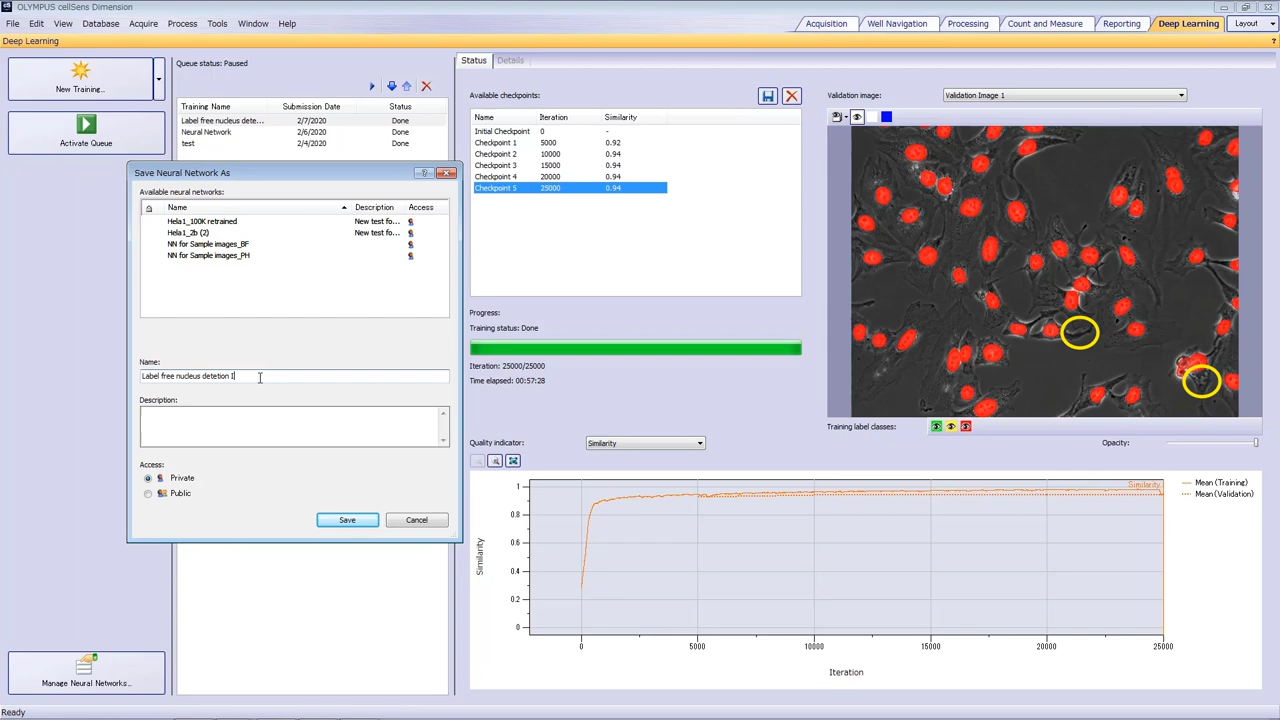 OLYMPUS cellSens Dimension
File Edit View Database Acquire Process Tools Window Help
Acquisition Well Navigation Processing Count and Measure Reporting Deep Learning Layout
Deep Learning
New Training...
Activate Queue
Manage Neural Networks...
Queue status: Paused
Training Name Submission Date Status
Label free nucleus dete... 2/7/2020 Done
Neural Network 2/6/2020 Done
test 2/4/2020 Done
Save Neural Network As
Available neural networks:
Name Description Access
Hela1_100K retrained New test fo...
Hela1_2b (2) New test fo...
NN for Sample images_BF
NN for Sample images_PH
Name:
Label free nucleus detetion I
Description:
Access:
Private
Public
Save Cancel
Status Details
Available checkpoints:
Name Iteration Similarity
Initial Checkpoint 0 -
Checkpoint 1 5000 0.92
Checkpoint 2 10000 0.94
Checkpoint 3 15000 0.94
Checkpoint 4 20000 0.94
Checkpoint 5 25000 0.94
Progress:
Training status: Done
Iteration: 25000/25000
Time elapsed: 00:57:28
Validation image: Validation Image 1
Training label classes:
Opacity:
Quality indicator: Similarity
Similarity
1
0.8
0.6
0.4
0.2
0
Similarity
0 5000 10000 15000 20000 25000
Iteration
Mean (Training)
Mean (Validation)
Ready